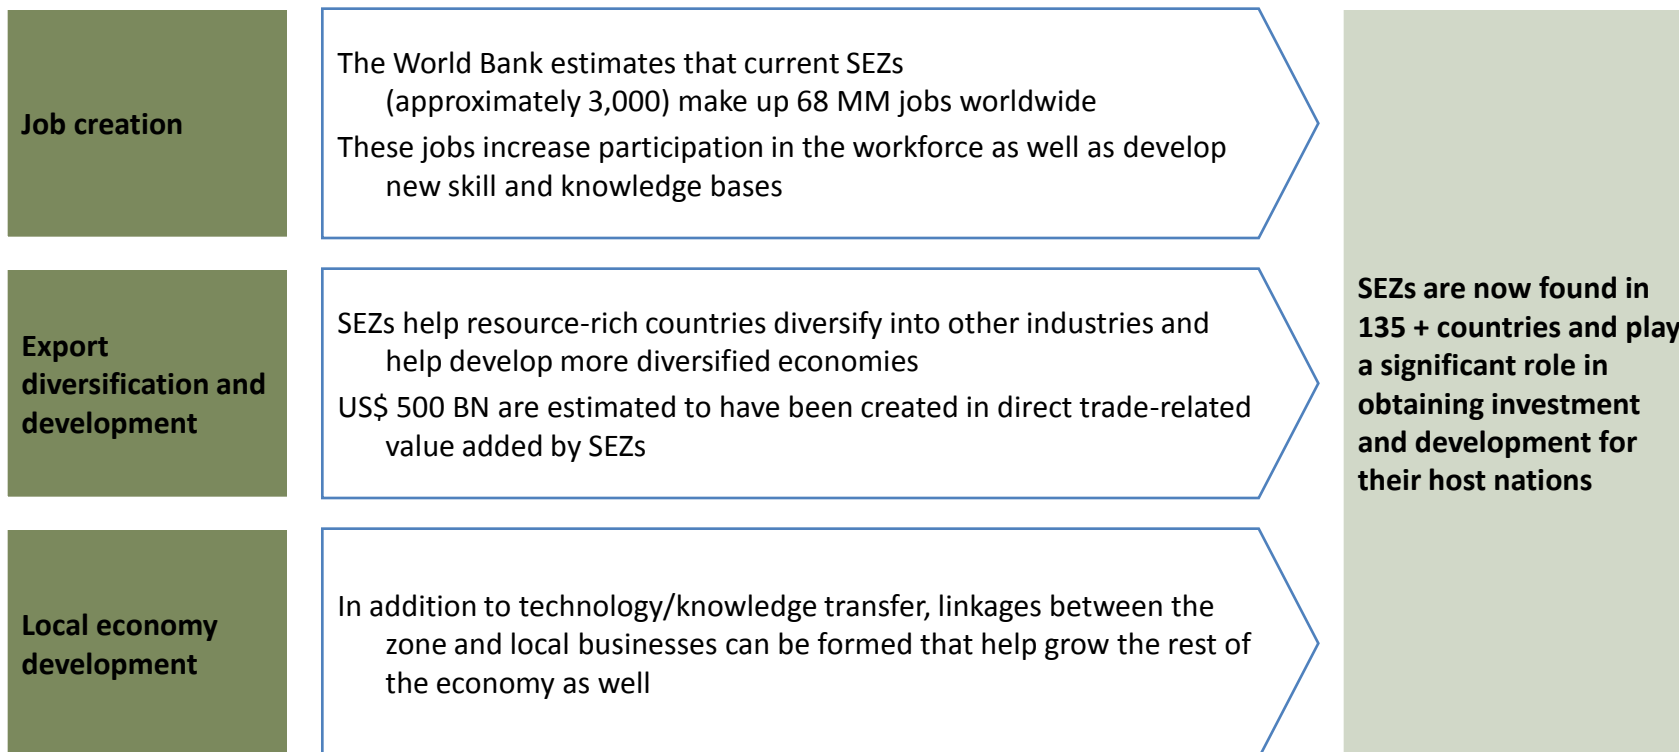 Job creation
The World Bank estimates that current SEZs
(approximately 3,000) make up 68 MM jobs worldwide
These jobs increase participation in the workforce as well as develop
new skill and knowledge bases
Export
diversification and
development
SEZs help resource-rich countries diversify into other industries and
help develop more diversified economies
US$ 500 BN are estimated to have been created in direct trade-related
value added by SEZs
Local economy
development
In addition to technology/knowledge transfer, linkages between the
zone and local businesses can be formed that help grow the rest of
the economy as well
SEZs are now found in
135 + countries and play
a significant role in
obtaining investment
and development for
their host nations